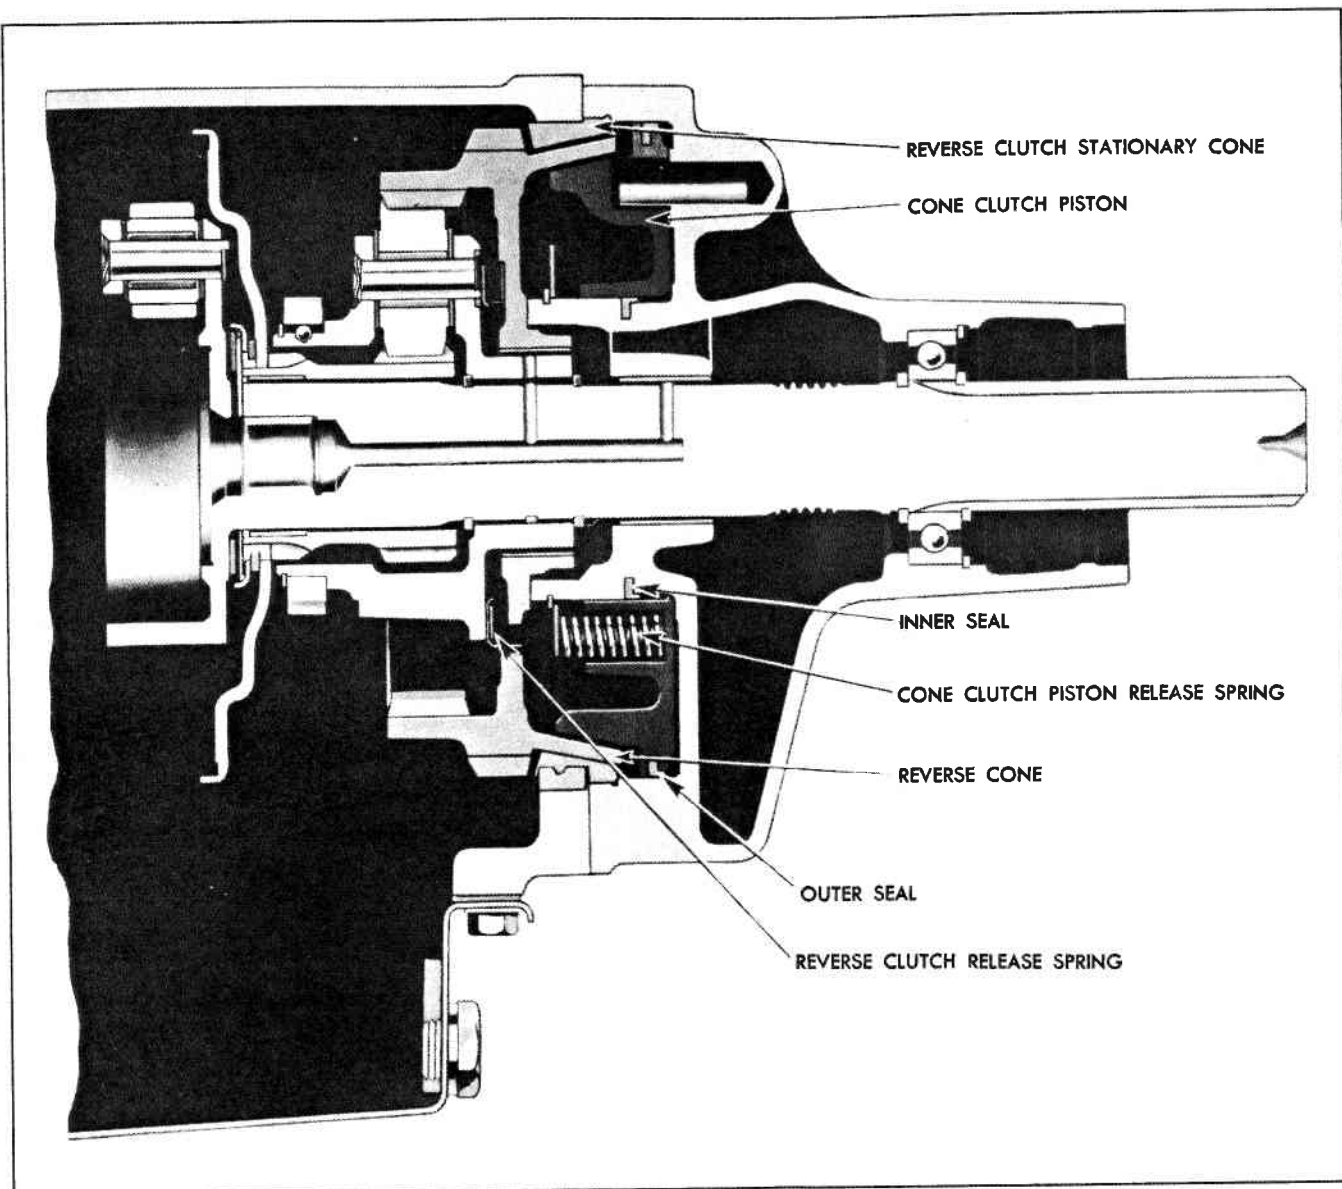 REVERSE CLUTCH STATIONARY CONE
CONE CLUTCH PISTON
INNER SEAL
CONE CLUTCH PISTON RELEASE SPRING
REVERSE CONE
OUTER SEAL
REVERSE CLUTCH RELEASE SPRING